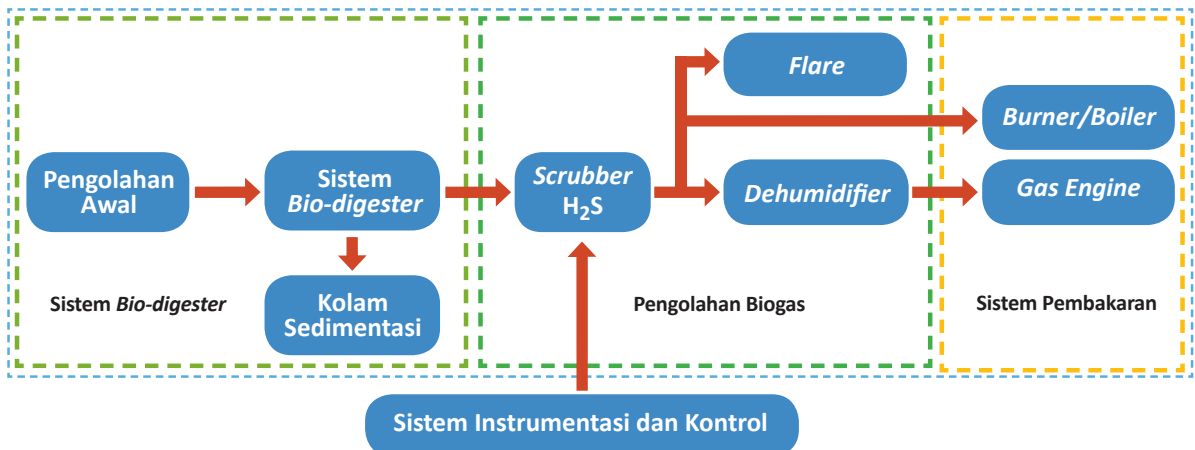 Flare
Burner/Boiler
Pengolahan
Awal
Sistem
Bio-digester
Scrubber
H₂S
Dehumidifier
Gas Engine
Kolam
Sedimentasi
Sistem Bio-digester
Pengolahan Biogas
Sistem Pembakaran
Sistem Instrumentasi dan Kontrol